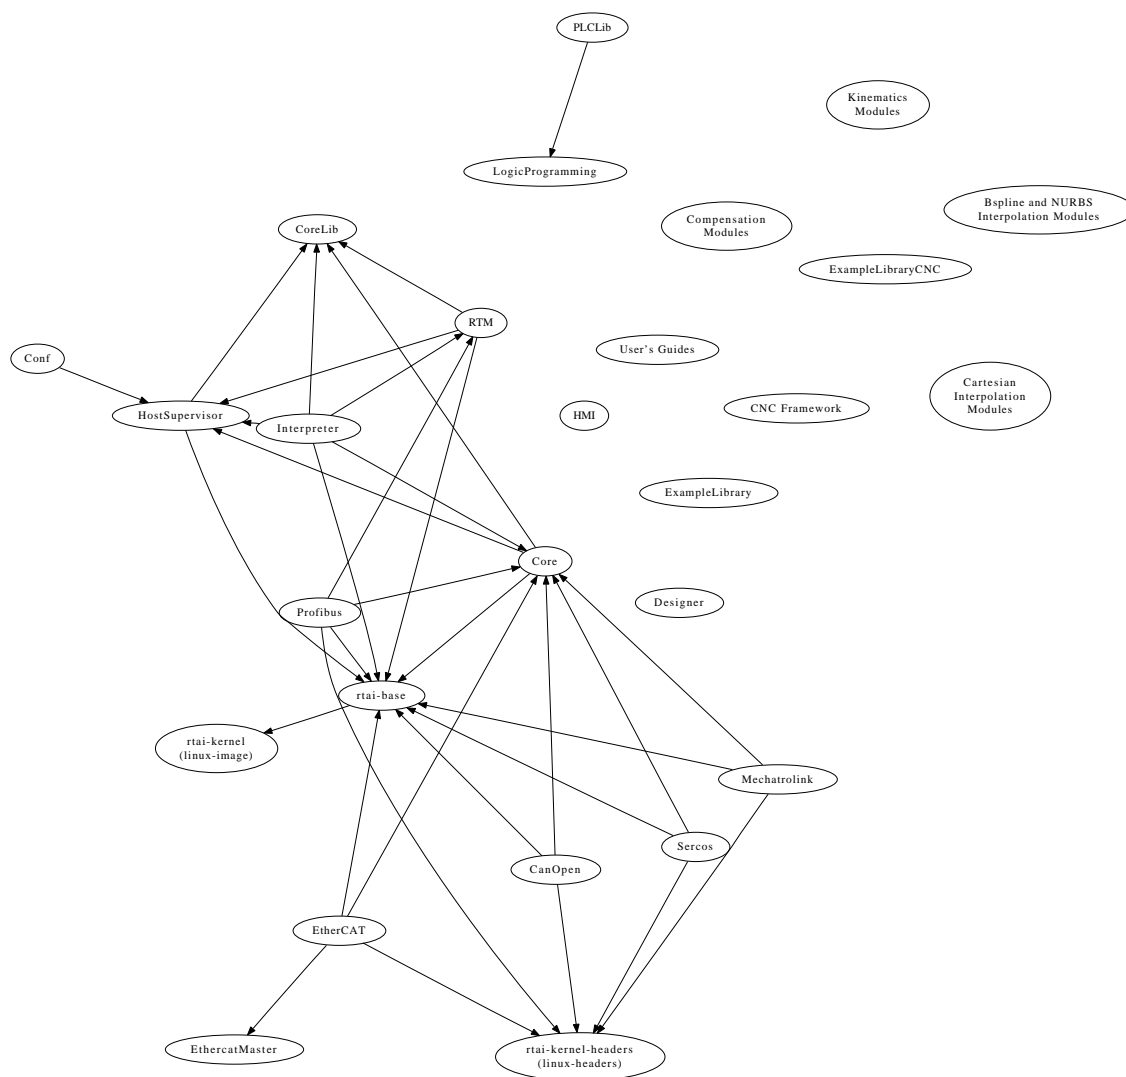 PLCLib
Kinematics
Modules
LogicProgramming
Bspline and NURBS
Interpolation Modules
Compensation
Modules
CoreLib
ExampleLibraryCNC
RTM
User's Guides
Conf
Cartesian
Interpolation
Modules
HostSupervisor
Interpreter
HMI
CNC Framework
ExampleLibrary
Core
Designer
Profibus
rtai-base
rtai-kernel
(linux-image)
Mechatrolink
Sercos
CanOpen
EtherCAT
EthercatMaster
rtai-kernel-headers
(linux-headers)